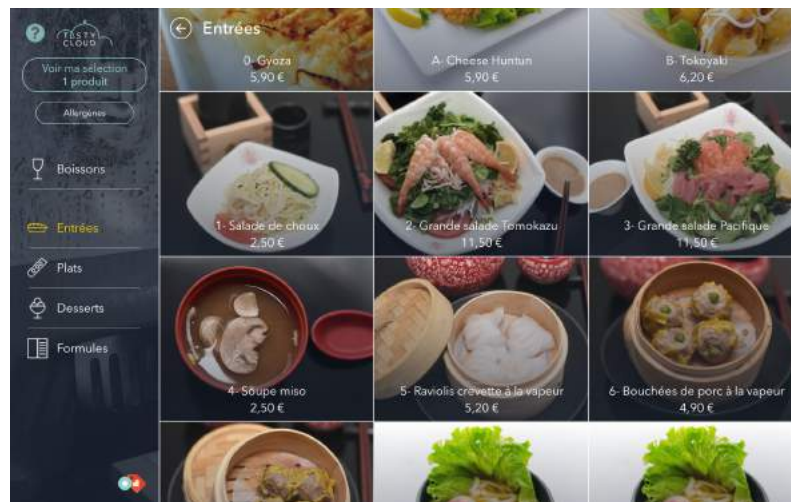 ?
TASTY
CLOUD
Voir ma sélection
1 produit
Allergènes
Boissons
Entrées
Plats
Desserts
Formules
Entrées
0- Gyoza
5,90 €
A- Cheese Huntun
5,90 €
B- Tokoyaki
6,20 €
1- Salade de choux
2,50 €
2- Grande salade Tomokazu
11,50 €
3- Grande salade Pacifique
11,50 €
4- Soupe miso
2,50 €
5- Raviolis crevette à la vapeur
5,20 €
6- Bouchées de porc à la vapeur
4,90 €